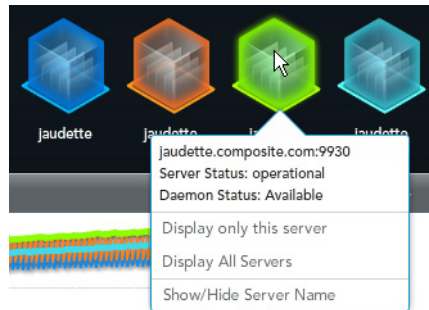 jaudette
jaudette
jaudette
jaudette.composite.com:9930
Server Status: operational
Daemon Status: Available
Display only this server
Display All Servers
Show/Hide Server Name